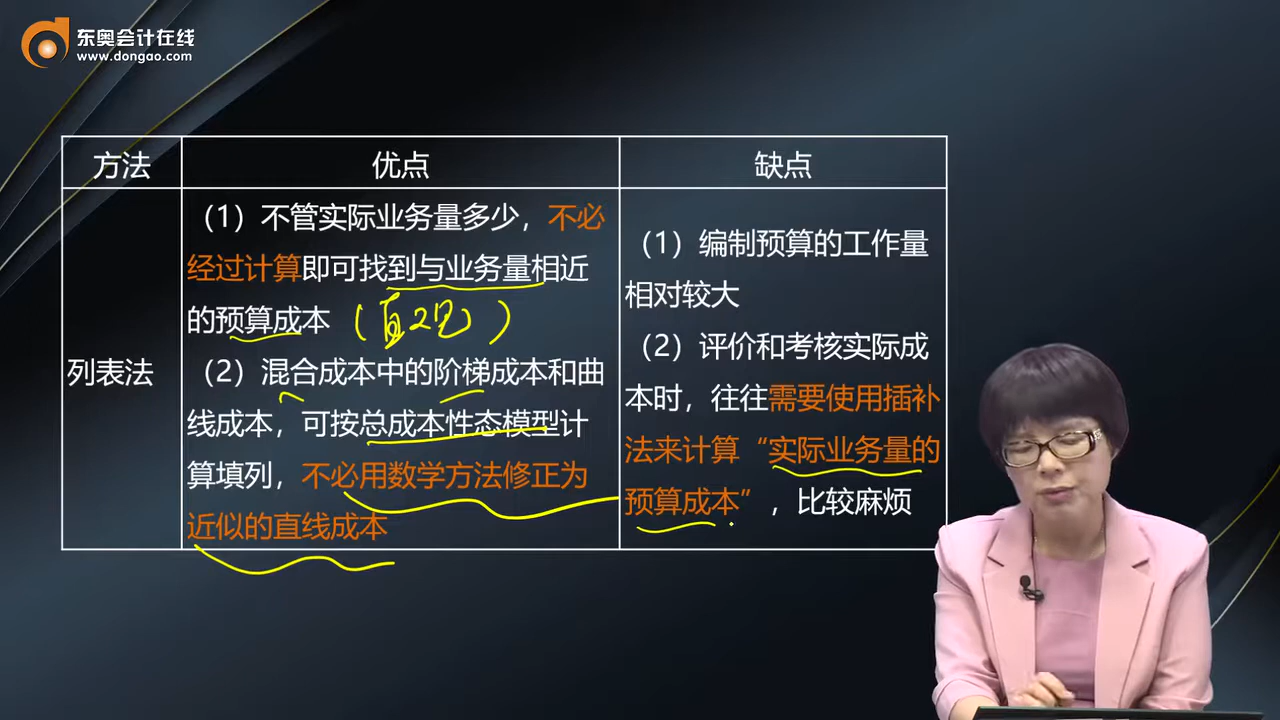 东奥会计在线
www.dongao.com
方法
优点
缺点
列表法
（1）不管实际业务量多少，不必
经过计算即可找到与业务量相近
的预算成本（直观）
（2）混合成本中的阶梯成本和曲
线成本，可按总成本性态模型计
算填列，不必用数学方法修正为
近似的直线成本
（1）编制预算的工作量
相对较大
（2）评价和考核实际成
本时，往往需要使用插补
法来计算“实际业务量的
预算成本”，比较麻烦